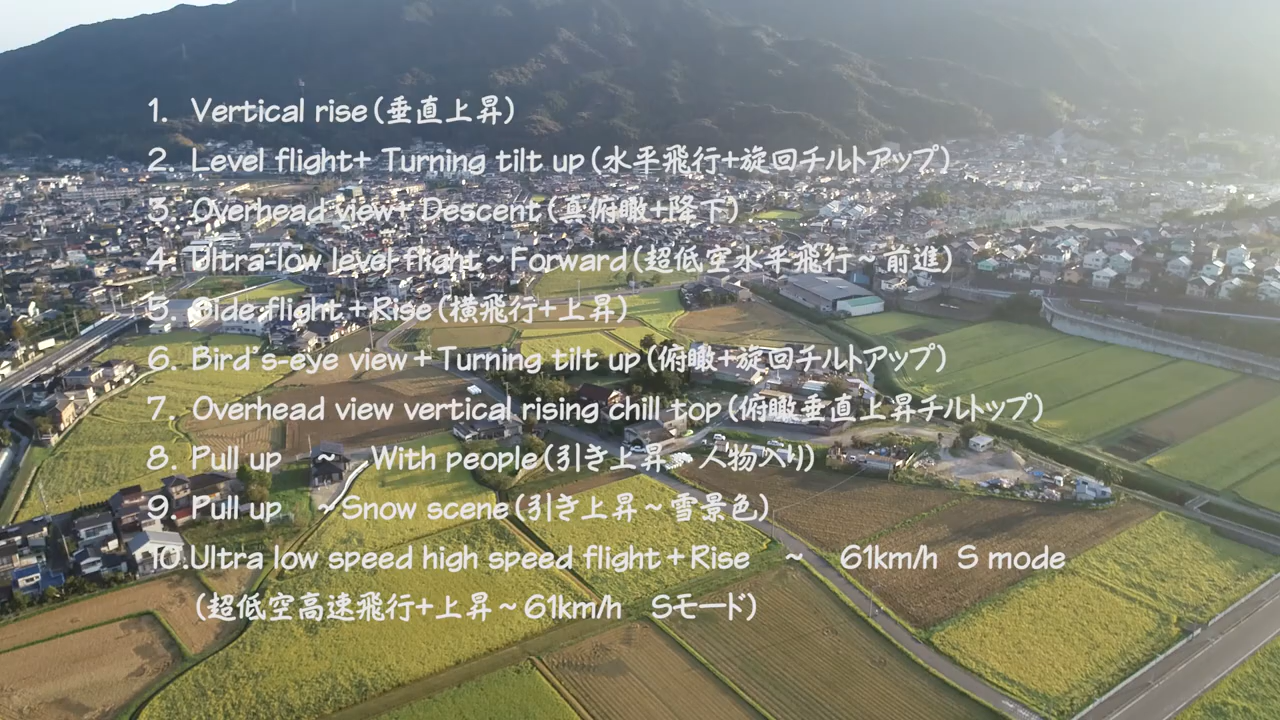 1. Vertical rise (垂直上昇)
2. Level flight+ Turning tilt up (水平飛行+旋回チルトアップ)
3. Overhead view+ Descent (真俯瞰+降下)
4. Ultra-low level flight ~ Forward (超低空水平飛行 ~ 前進)
5. Side flight +Rise (横飛行+上昇)
6. Bird's-eye view + Turning tilt up (俯瞰+旋回チルトアップ)
7. Overhead view vertical rising chill top (俯瞰垂直上昇チルトップ)
8. Pull up ~ With people (引き上昇 ~ 人物入り)
9. Pull up ~Snow scene (引き上昇 ~ 雪景色)
10.Ultra low speed high speed flight +Rise ~ 61km/h S mode
(超低空高速飛行+上昇 ~ 61km/h Sモード)